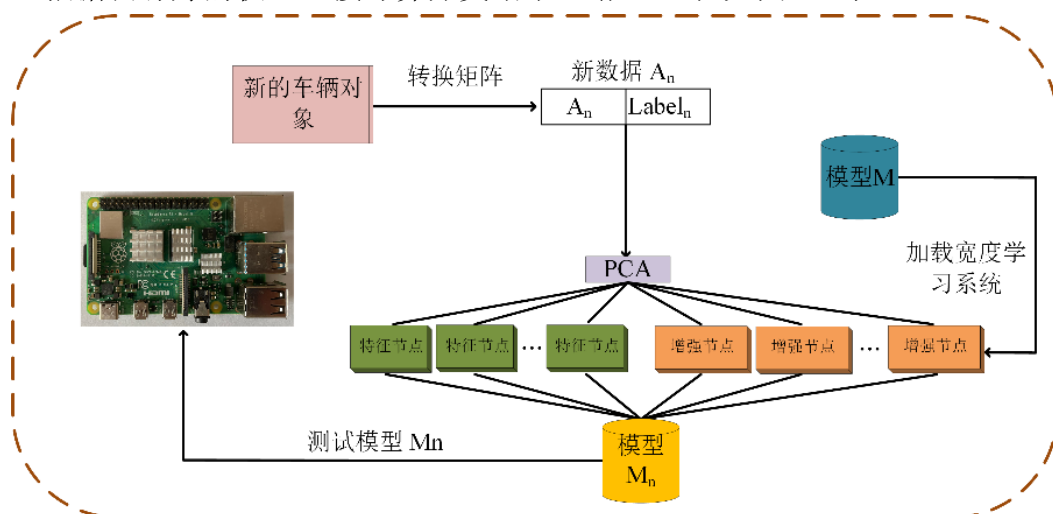 新的车辆对
象
转换矩阵
新数据 Aₙ
Aₙ
Labelₙ
模型M
加载宽度学
习系统
PCA
特征节点
特征节点
...
特征节点
增强节点
增强节点
...
增强节点
测试模型 Mn
模型
Mₙ